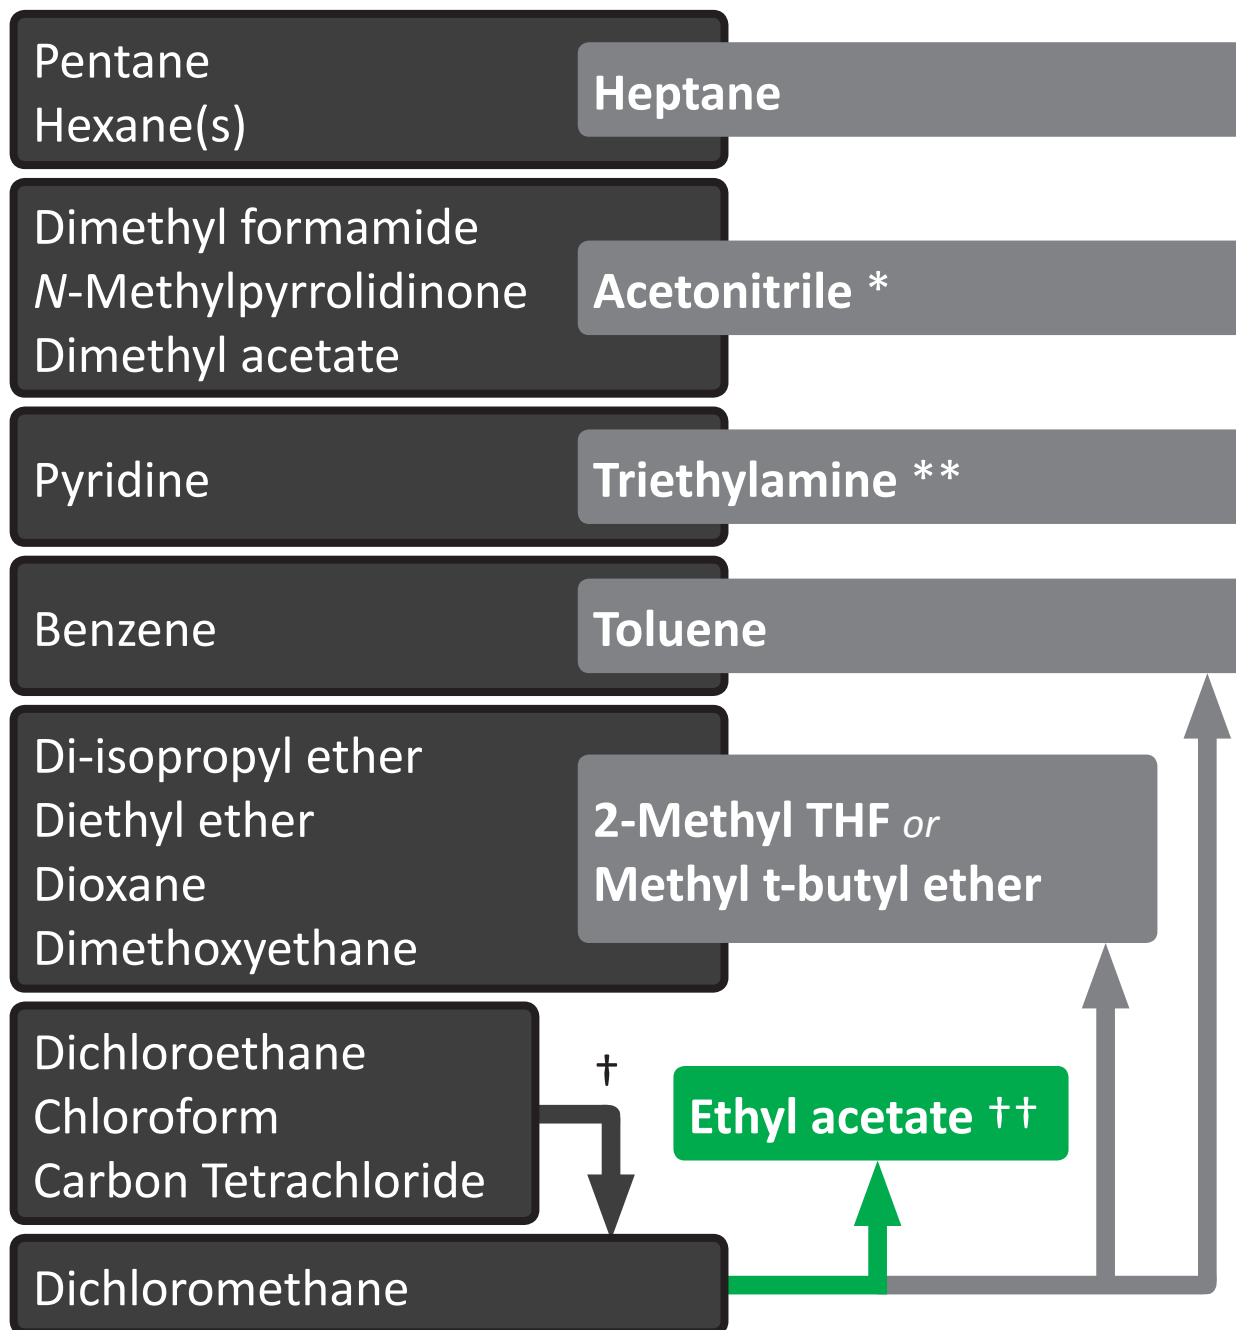 Pentane
Hexane(s)
Heptane
Dimethyl formamide
N-Methylpyrrolidinone
Dimethyl acetate
Acetonitrile *
Pyridine
Triethylamine **
Benzene
Toluene
Di-isopropyl ether
Diethyl ether
Dioxane
Dimethoxyethane
2-Methyl THF or
Methyl t-butyl ether
Dichloroethane
Chloroform
Carbon Tetrachloride
†
Ethyl acetate ††
Dichloromethane